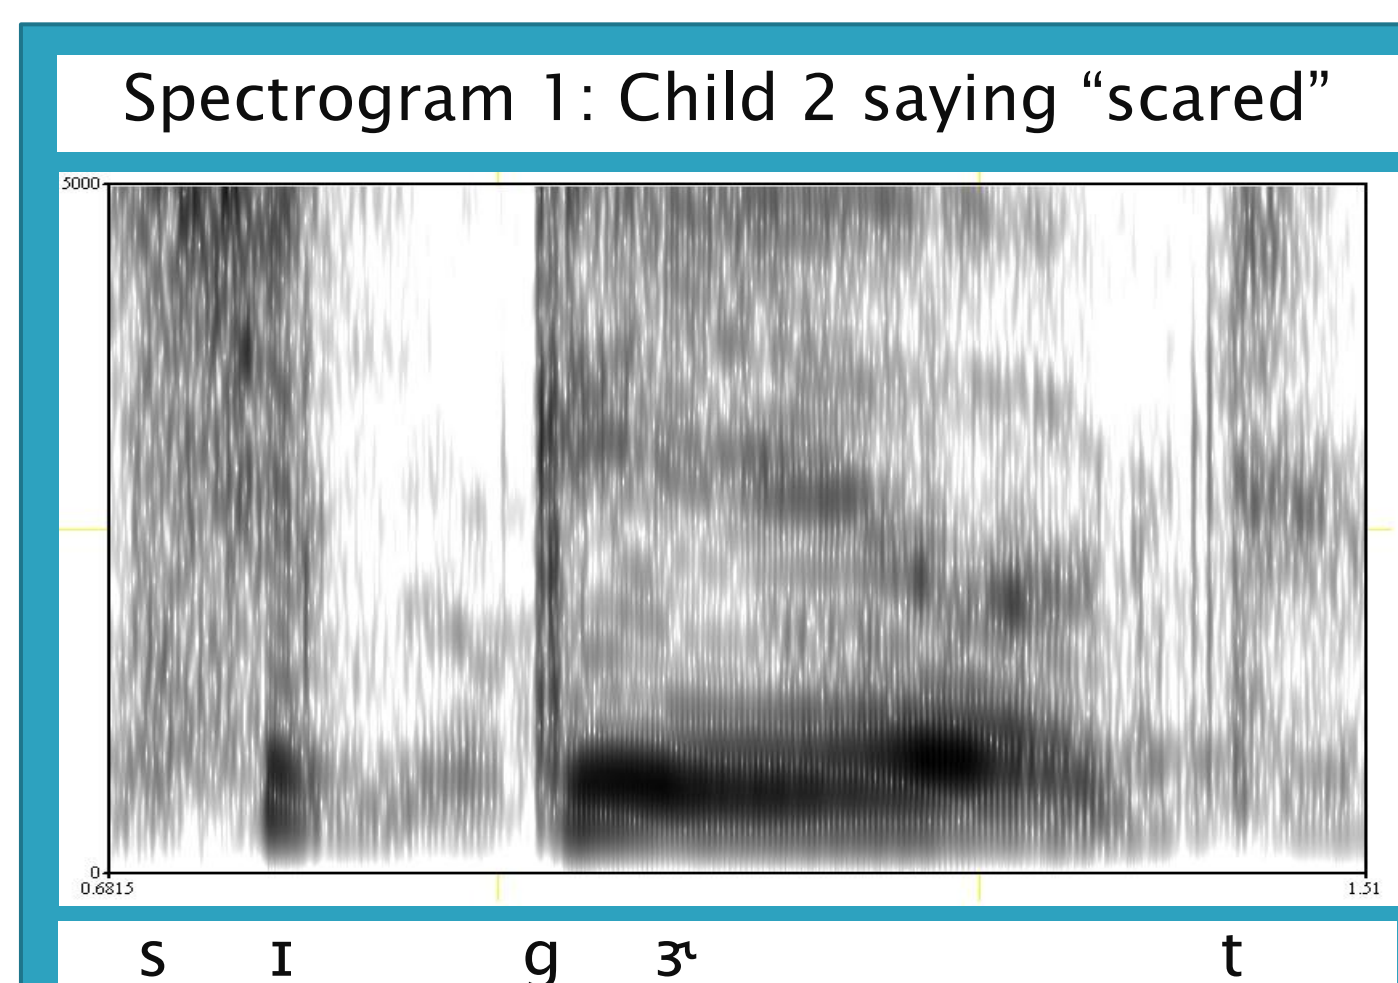 Spectrogram 1: Child 2 saying “scared”
5000
0
0.6815 1.51
s ɪ g ɝ t